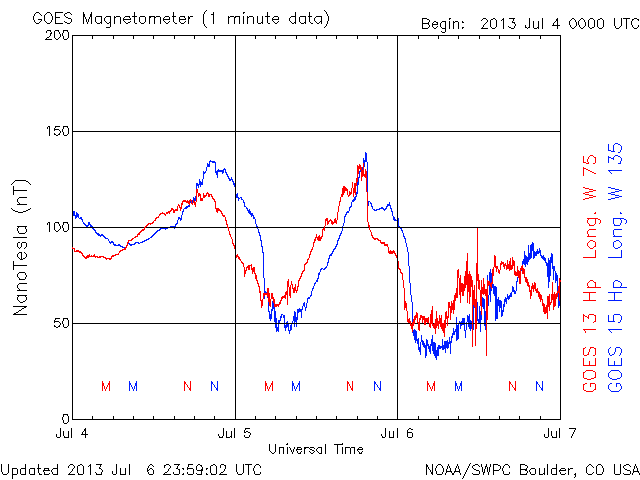 GOES Magnetometer (1 minute data)
Begin: 2013 Jul 4 0000 UTC
200
150
100
50
0
NanoTesla (nT)
M M N N M M N N M M N N
Jul 4 Jul 5 Jul 6 Jul 7
Universal Time
GOES 13 Hp Long. W 75
GOES 15 Hp Long. W 135
Updated 2013 Jul 6 23:59:02 UTC
NOAA/SWPC Boulder, CO USA